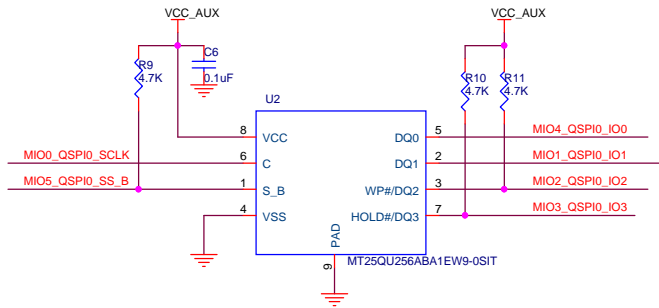 VCC_AUX
VCC_AUX
R9
4.7K
C6
0.1uF
R10
4.7K
R11
4.7K
U2
8
VCC
DQ0
5
MIO4_QSPI0_IO0
MIO0_QSPI0_SCLK
6
C
DQ1
2
MIO1_QSPI0_IO1
MIO5_QSPI0_SS_B
1
S_B
WP#/DQ2
3
MIO2_QSPI0_IO2
4
VSS
HOLD#/DQ3
7
MIO3_QSPI0_IO3
PAD
9
MT25QU256ABA1EW9-0SIT